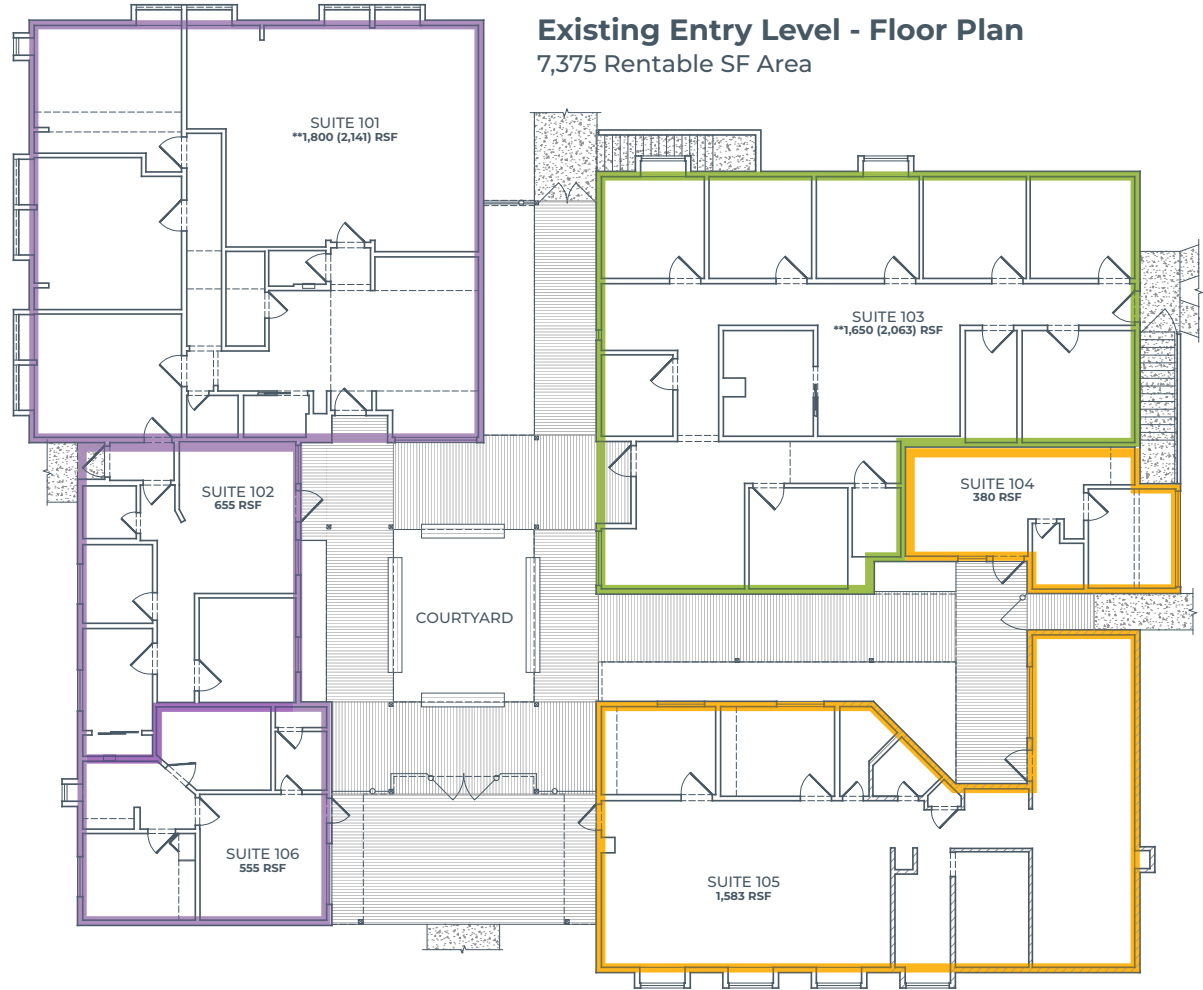 Existing Entry Level - Floor Plan
7,375 Rentable SF Area
SUITE 101
**1,800 (2,141) RSF
SUITE 103
**1,650 (2,063) RSF
SUITE 102
655 RSF
SUITE 104
380 RSF
COURTYARD
SUITE 106
555 RSF
SUITE 105
1,583 RSF